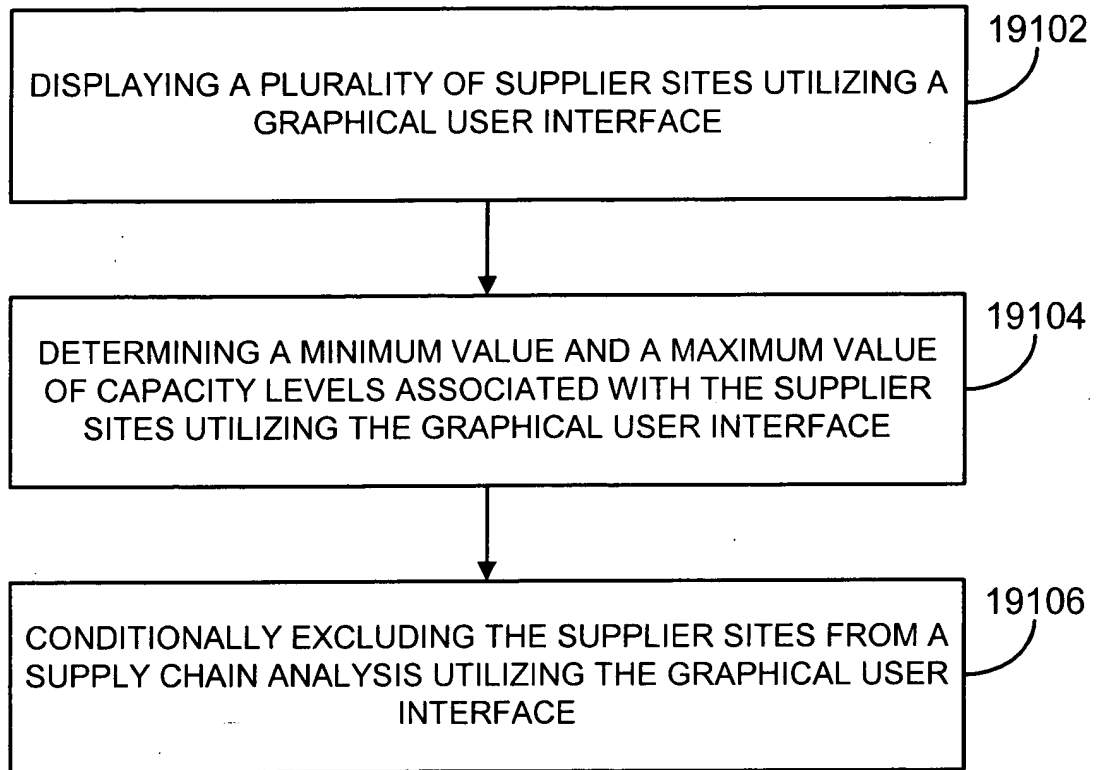 19102
DISPLAYING A PLURALITY OF SUPPLIER SITES UTILIZING A
GRAPHICAL USER INTERFACE
19104
DETERMINING A MINIMUM VALUE AND A MAXIMUM VALUE
OF CAPACITY LEVELS ASSOCIATED WITH THE SUPPLIER
SITES UTILIZING THE GRAPHICAL USER INTERFACE
19106
CONDITIONALLY EXCLUDING THE SUPPLIER SITES FROM A
SUPPLY CHAIN ANALYSIS UTILIZING THE GRAPHICAL USER
INTERFACE